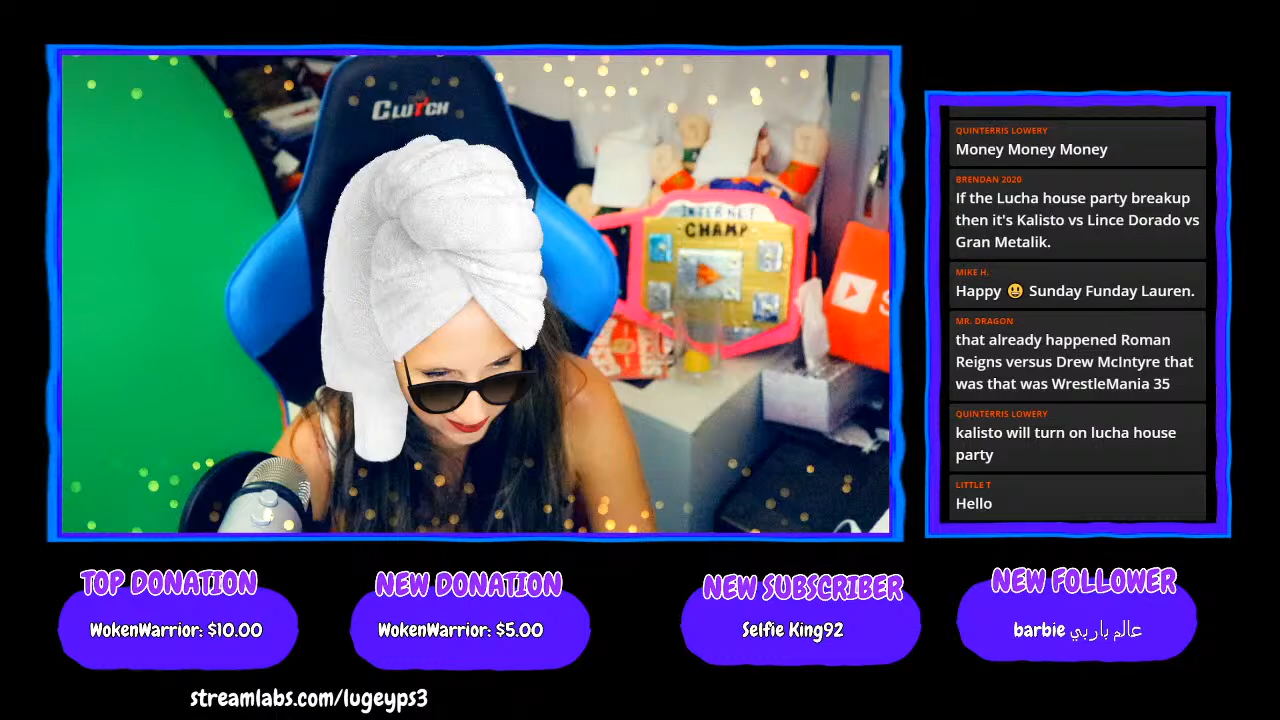 CLUTCH
INTERNET
CHAMP
S
QUINTERRIS LOWERY
Money Money Money
BRENDAN 2020
If the Lucha house party breakup
then it's Kalisto vs Lince Dorado vs
Gran Metalik.
MIKE H.
Happy 😃 Sunday Funday Lauren.
MR. DRAGON
that already happened Roman
Reigns versus Drew McIntyre that
was that was WrestleMania 35
QUINTERRIS LOWERY
kalisto will turn on lucha house
party
LITTLE T
Hello
TOP DONATION
WokenWarrior: $10.00
NEW DONATION
WokenWarrior: $5.00
NEW SUBSCRIBER
Selfie King92
NEW FOLLOWER
barbie عالم باربي
streamlabs.com/lugeyps3